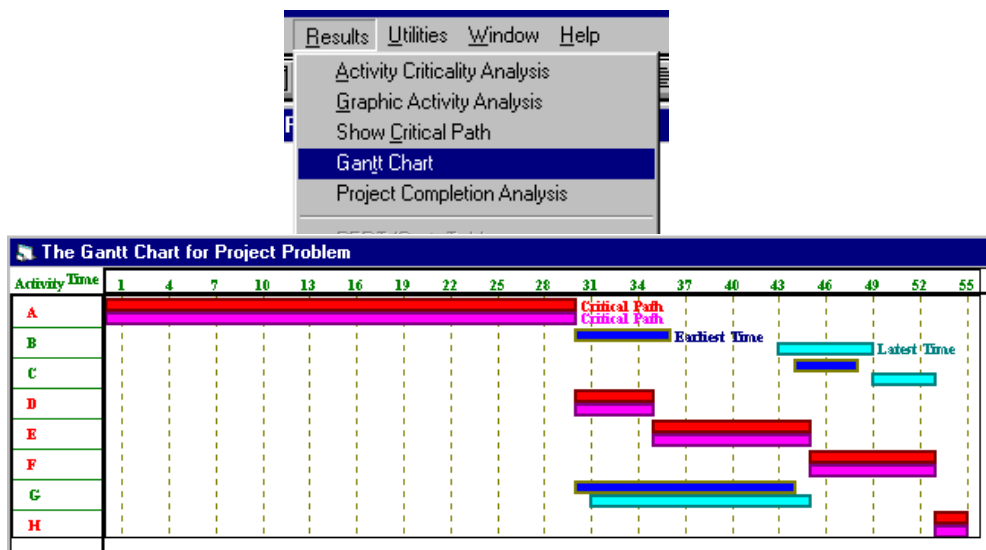 Results Utilities Window Help
Activity Criticality Analysis
Graphic Activity Analysis
Show Critical Path
Gantt Chart
Project Completion Analysis
The Gantt Chart for Project Problem
Activity Time 1 4 7 10 13 16 19 22 25 28 31 34 37 40 43 46 49 52 55
A Critical Path
Critical Path
B Earliest Time
Latest Time
C
D
E
F
G
H